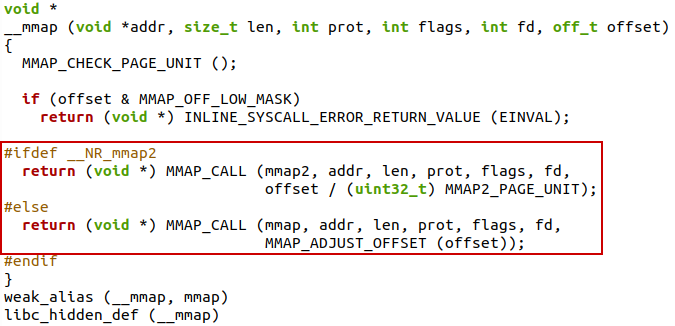 void *
__mmap (void *addr, size_t len, int prot, int flags, int fd, off_t offset)
{
  MMAP_CHECK_PAGE_UNIT ();

  if (offset & MMAP_OFF_LOW_MASK)
    return (void *) INLINE_SYSCALL_ERROR_RETURN_VALUE (EINVAL);

#ifdef __NR_mmap2
  return (void *) MMAP_CALL (mmap2, addr, len, prot, flags, fd,
                             offset / (uint32_t) MMAP2_PAGE_UNIT);
#else
  return (void *) MMAP_CALL (mmap, addr, len, prot, flags, fd,
                             MMAP_ADJUST_OFFSET (offset));
#endif
}
weak_alias (__mmap, mmap)
libc_hidden_def (__mmap)